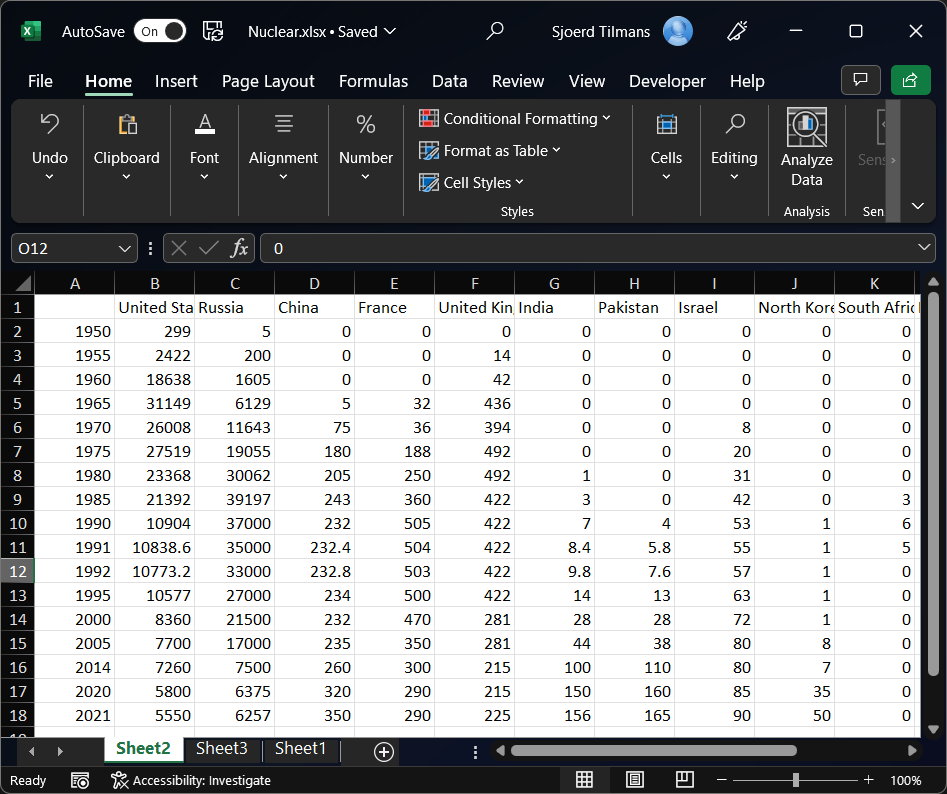 AutoSave On Nuclear.xlsx • Saved Sjoerd Tilmans
File Home Insert Page Layout Formulas Data Review View Developer Help
Undo Clipboard Font Alignment Number
Conditional Formatting
Format as Table
Cell Styles
Styles
Cells Editing
Analyze
Data
Analysis
Sens
Sen
O12 fx 0
A B C D E F G H I J K
1 United Sta Russia China France United Kin India Pakistan Israel North Kore South Afric
2 1950 299 5 0 0 0 0 0 0 0 0
3 1955 2422 200 0 0 14 0 0 0 0 0
4 1960 18638 1605 0 0 42 0 0 0 0 0
5 1965 31149 6129 5 32 436 0 0 0 0 0
6 1970 26008 11643 75 36 394 0 0 8 0 0
7 1975 27519 19055 180 188 492 0 0 20 0 0
8 1980 23368 30062 205 250 492 1 0 31 0 0
9 1985 21392 39197 243 360 422 3 0 42 0 3
10 1990 10904 37000 232 505 422 7 4 53 1 6
11 1991 10838.6 35000 232.4 504 422 8.4 5.8 55 1 5
12 1992 10773.2 33000 232.8 503 422 9.8 7.6 57 1 0
13 1995 10577 27000 234 500 422 14 13 63 1 0
14 2000 8360 21500 232 470 281 28 28 72 1 0
15 2005 7700 17000 235 350 281 44 38 80 8 0
16 2014 7260 7500 260 300 215 100 110 80 7 0
17 2020 5800 6375 320 290 215 150 160 85 35 0
18 2021 5550 6257 350 290 225 156 165 90 50 0
Sheet2 Sheet3 Sheet1
Ready Accessibility: Investigate 100%